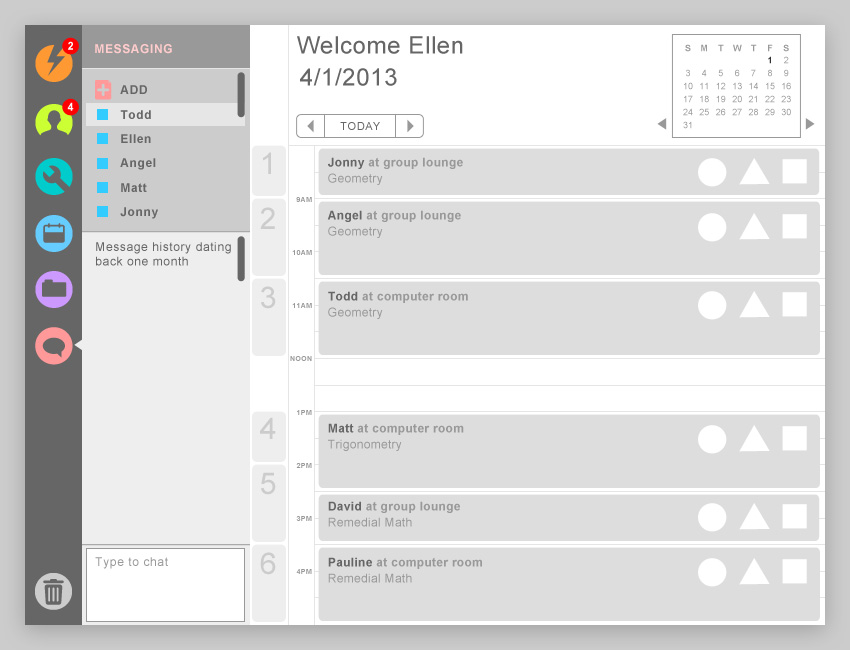 2
4
MESSAGING
ADD
Todd
Ellen
Angel
Matt
Jonny
Message history dating
back one month
Type to chat
Welcome Ellen
4/1/2013
TODAY
S M T W T F S
1 2
3 4 5 6 7 8 9
10 11 12 13 14 15 16
17 18 19 20 21 22 23
24 25 26 27 28 29 30
31
1
Jonny at group lounge
Geometry
9AM
2
Angel at group lounge
Geometry
10AM
3
Todd at computer room
Geometry
11AM
NOON
1PM
4
Matt at computer room
Trigonometry
2PM
5
David at group lounge
Remedial Math
3PM
6
Pauline at computer room
Remedial Math
4PM